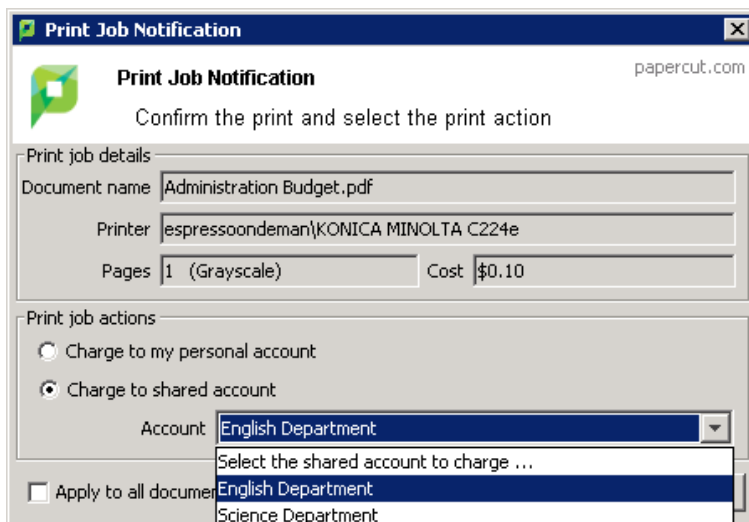 Print Job Notification
papercut.com
Print Job Notification
Confirm the print and select the print action
Print job details
Document name Administration Budget.pdf
Printer espressoondeman\KONICA MINOLTA C224e
Pages 1 (Grayscale) Cost $0.10
Print job actions
Charge to my personal account
Charge to shared account
Account English Department
Select the shared account to charge ...
Apply to all English Department
Science Department